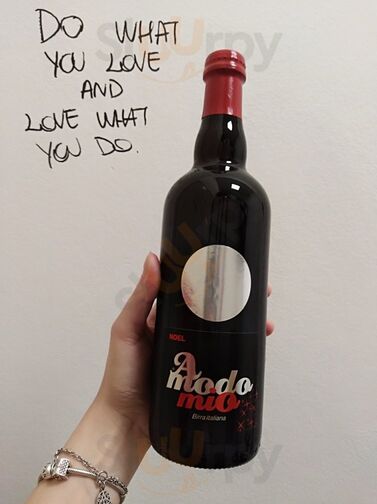 DO WHAT
YOU LOVE
AND
LOVE WHAT
YOU DO.
NOEL
A
modo
mio
Birra italiana